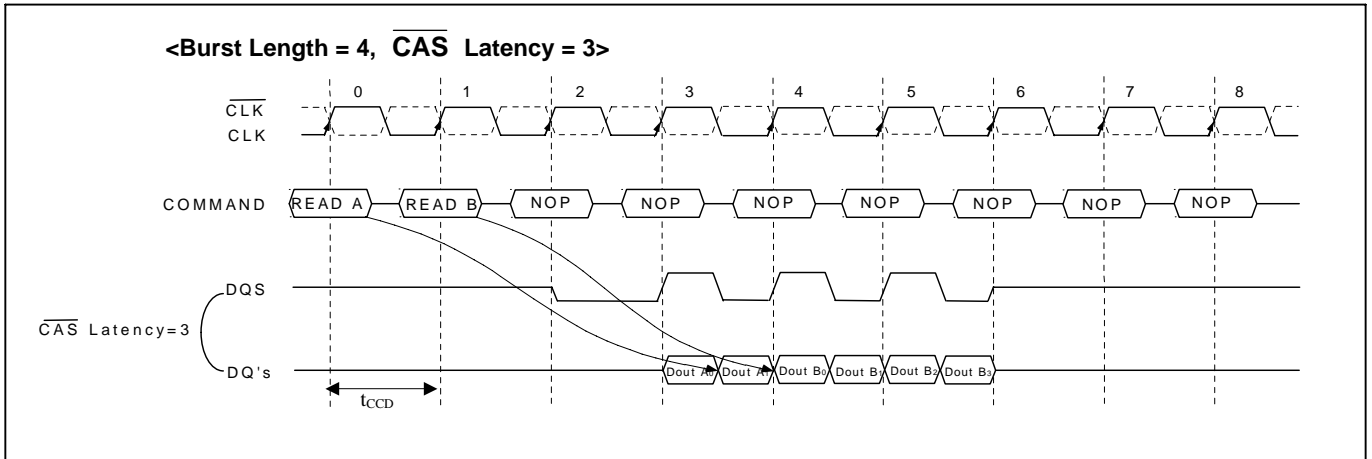 <Burst Length = 4, CAS Latency = 3>
0 1 2 3 4 5 6 7 8
CLK
CLK
COMMAND READ A READ B NOP NOP NOP NOP NOP NOP NOP
DQS
CAS Latency=3
DQ's Dout A0 Dout A1 Dout B0 Dout B1 Dout B2 Dout B3
tCCD